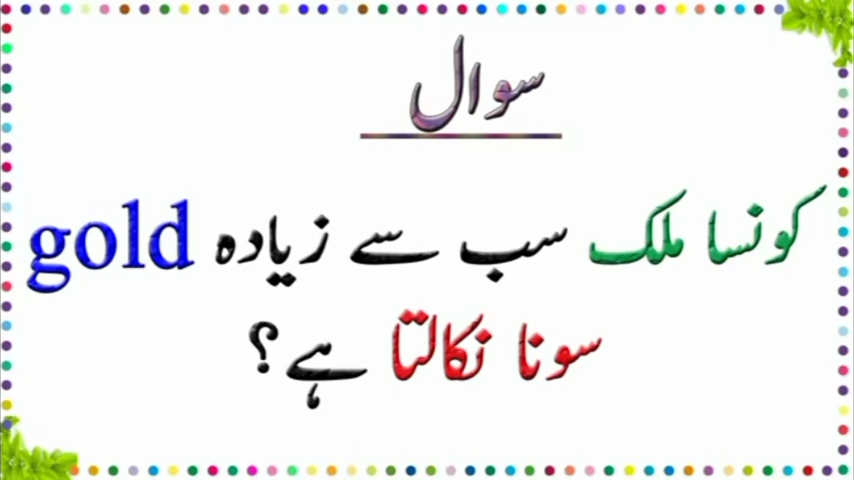 سوال
کونسا ملک سب سے زیادہ gold
سونا نکالتا ہے؟